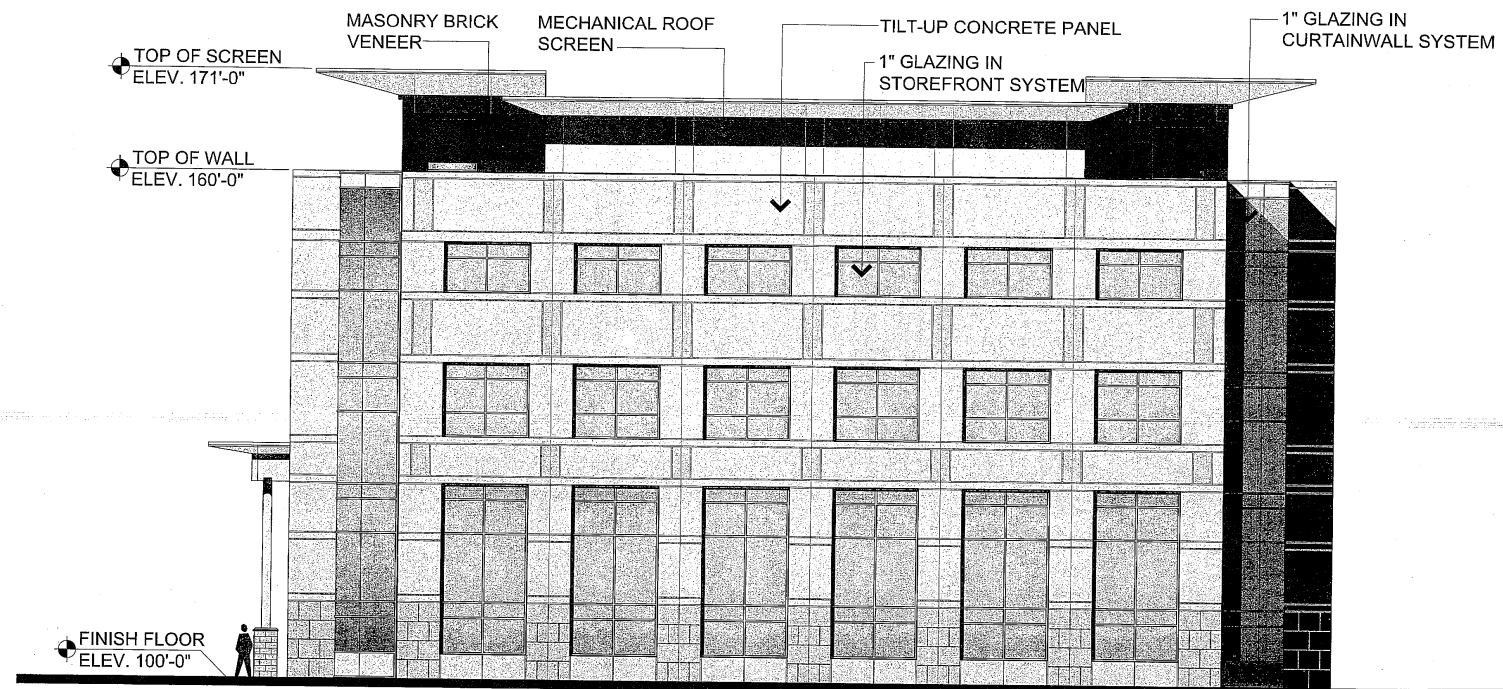 MASONRY BRICK
VENEER
MECHANICAL ROOF
SCREEN
TILT-UP CONCRETE PANEL
1" GLAZING IN
STOREFRONT SYSTEM
1" GLAZING IN
CURTAINWALL SYSTEM
TOP OF SCREEN
ELEV. 171'-0"
TOP OF WALL
ELEV. 160'-0"
FINISH FLOOR
ELEV. 100'-0"